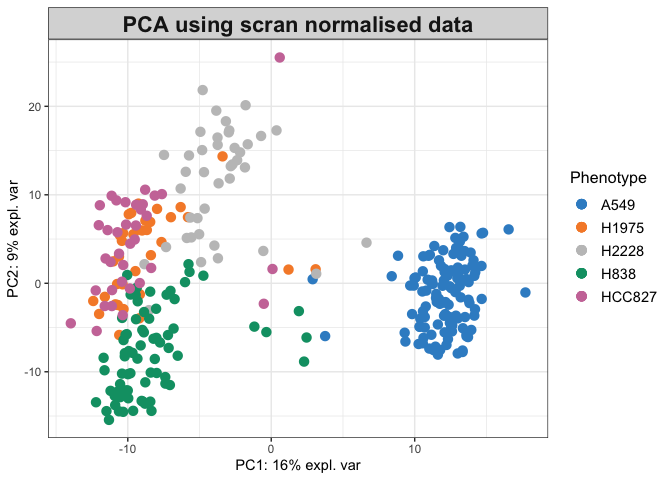 PCA using scran normalised data
20
10
0
-10
-10
0
10
PC1: 16% expl. var
PC2: 9% expl. var
Phenotype
A549
H1975
H2228
H838
HCC827